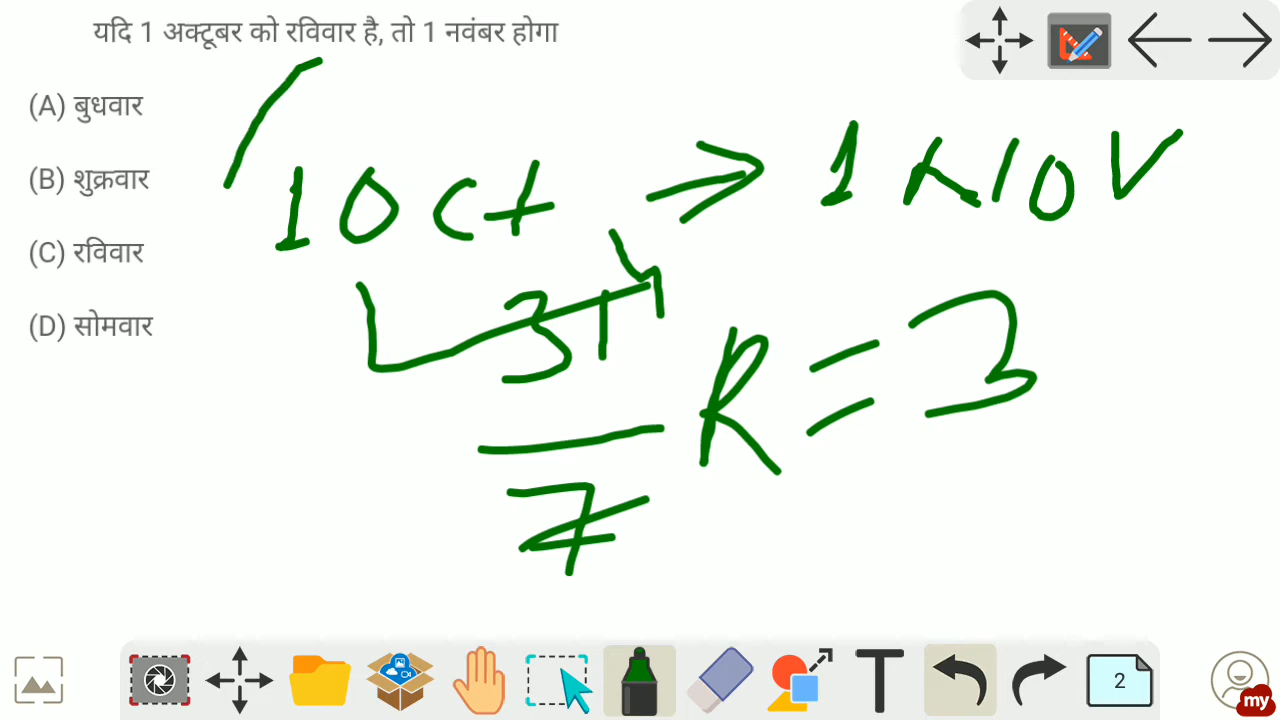 यदि 1 अक्टूबर को रविवार है, तो 1 नवंबर होगा
(A) बुधवार
(B) शुक्रवार
(C) रविवार
(D) सोमवार
1 Oct → 1 NOV
31
7
R = 3
T
2
my